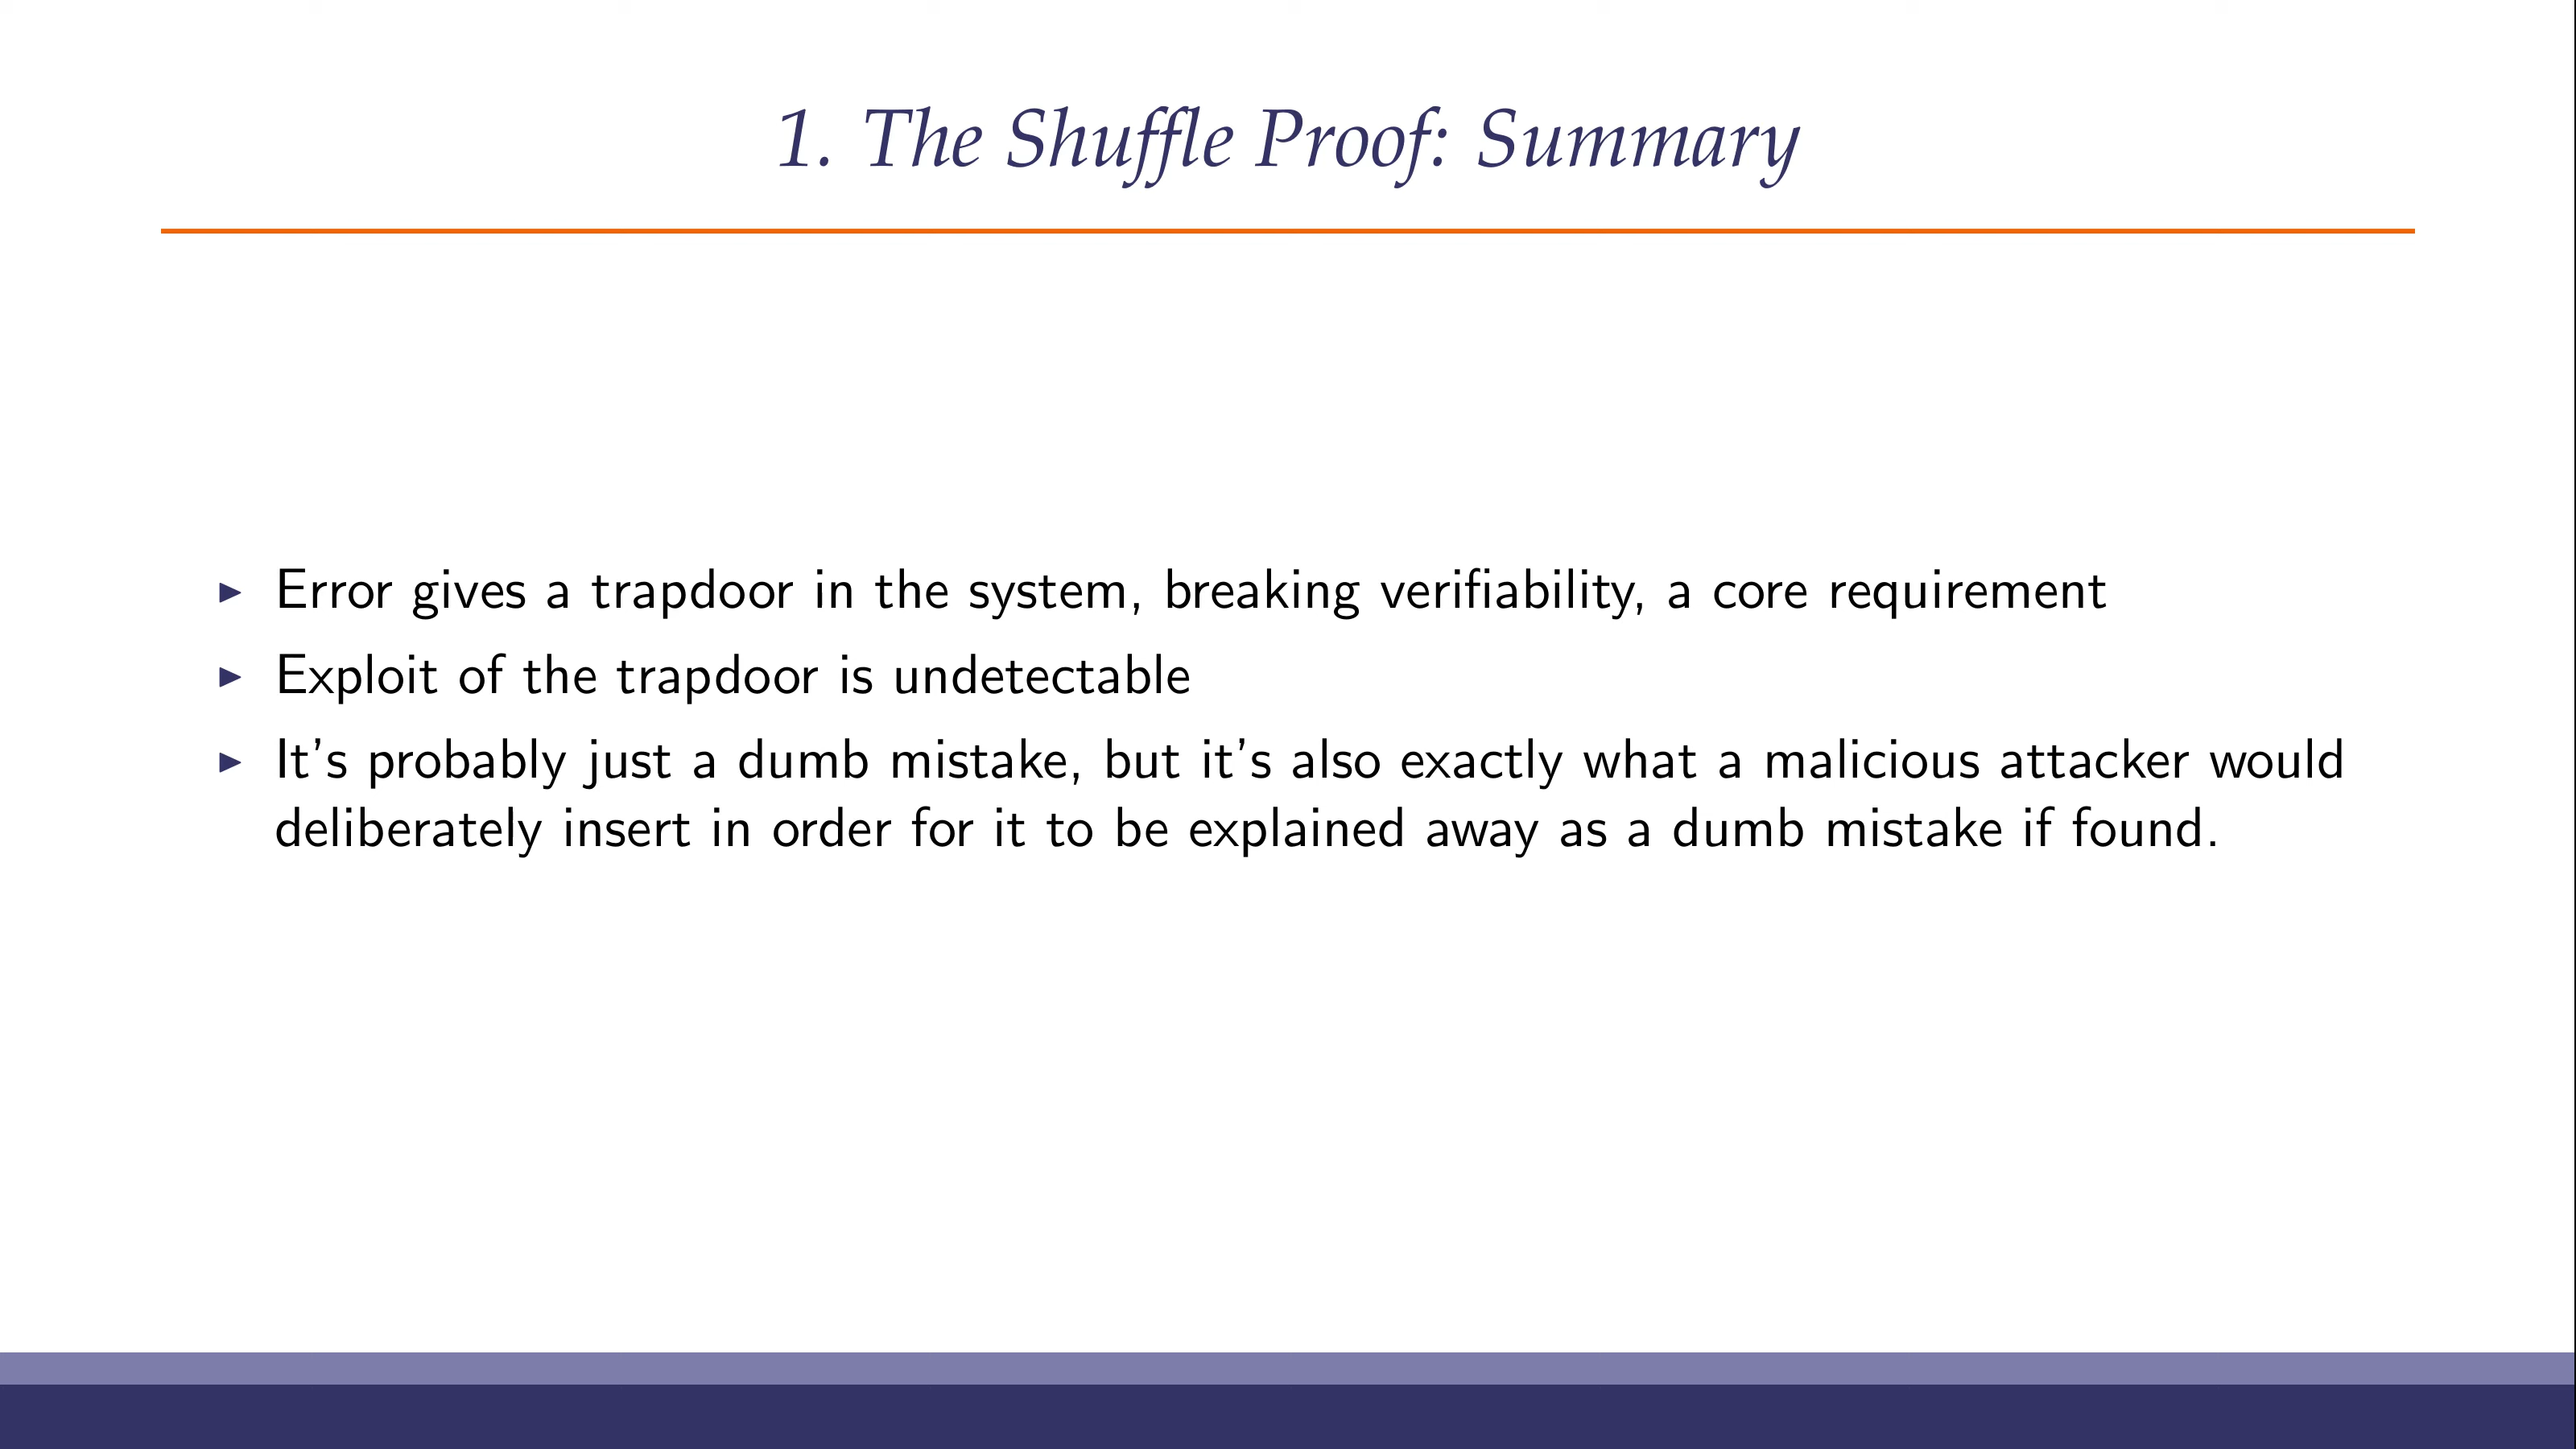 1. The Shuffle Proof: Summary
▶ Error gives a trapdoor in the system, breaking verifiability, a core requirement
▶ Exploit of the trapdoor is undetectable
▶ It's probably just a dumb mistake, but it's also exactly what a malicious attacker would
deliberately insert in order for it to be explained away as a dumb mistake if found.